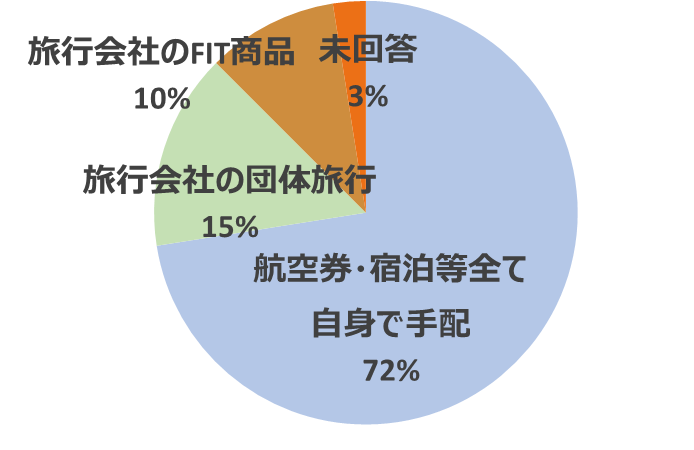 旅行会社のFIT商品
10%
未回答
3%
旅行会社の団体旅行
15%
航空券・宿泊等全て
自身で手配
72%